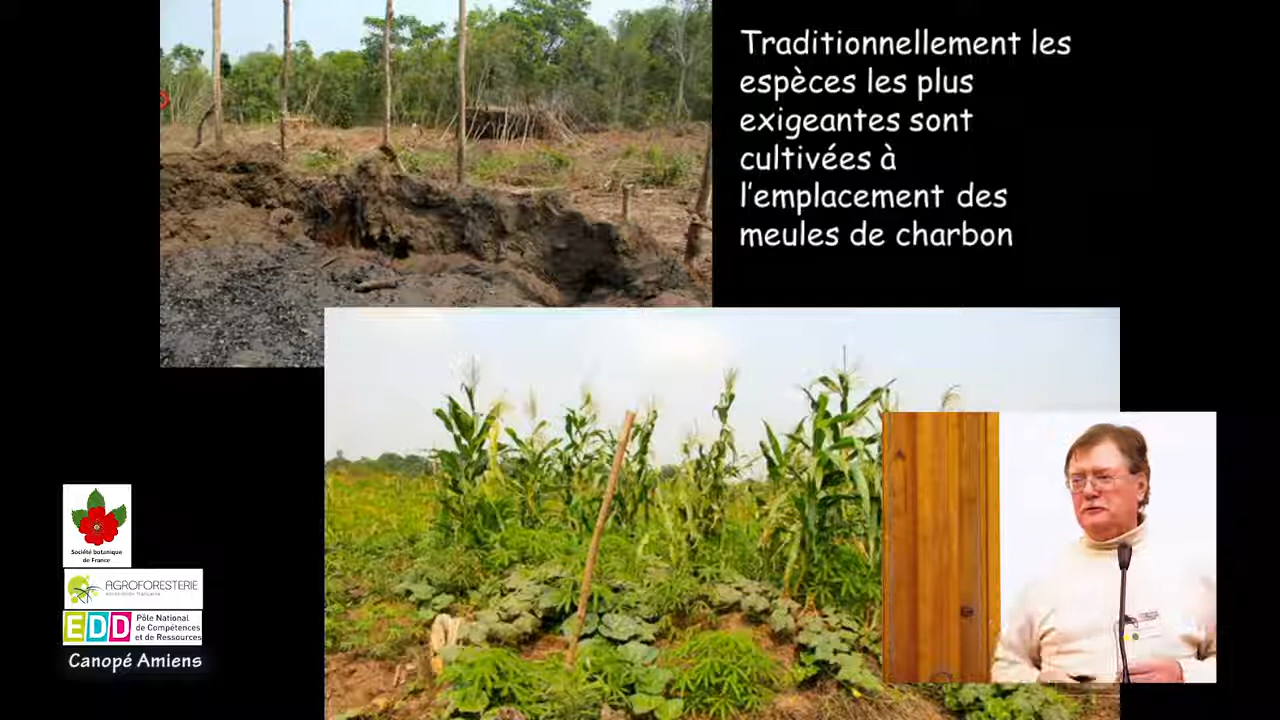 Traditionnellement les
espèces les plus
exigeantes sont
cultivées à
l'emplacement des
meules de charbon
Société botanique
de France
AGROFORESTERIE
EDD
Pôle National
de Compétences
et de Ressources
Canopé Amiens